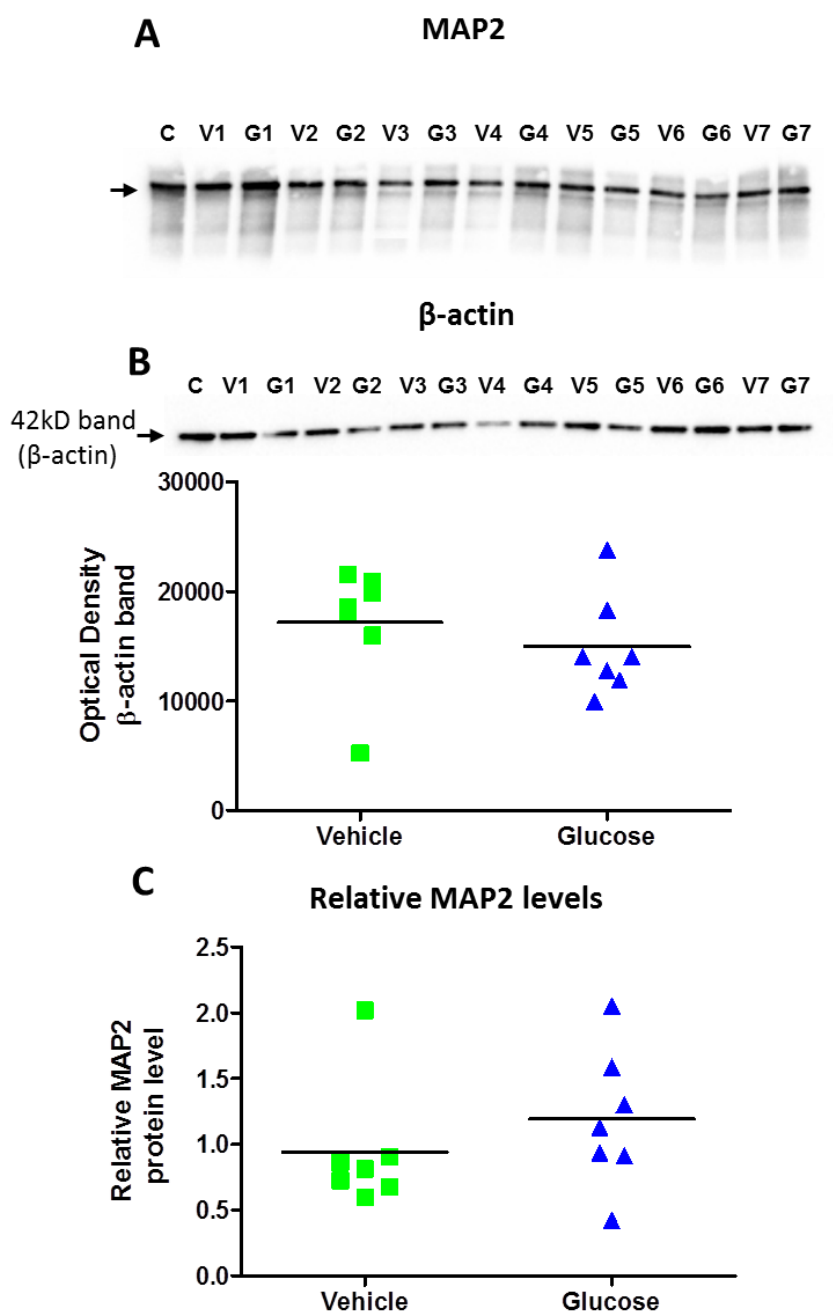 A
MAP2
C V1 G1 V2 G2 V3 G3 V4 G4 V5 G5 V6 G6 V7 G7
β-actin
B
C V1 G1 V2 G2 V3 G3 V4 G4 V5 G5 V6 G6 V7 G7
42kD band
(β-actin)
30000
20000
10000
0
Optical Density
β-actin band
Vehicle Glucose
C
Relative MAP2 levels
2.5
2.0
1.5
1.0
0.5
0.0
Relative MAP2
protein level
Vehicle Glucose